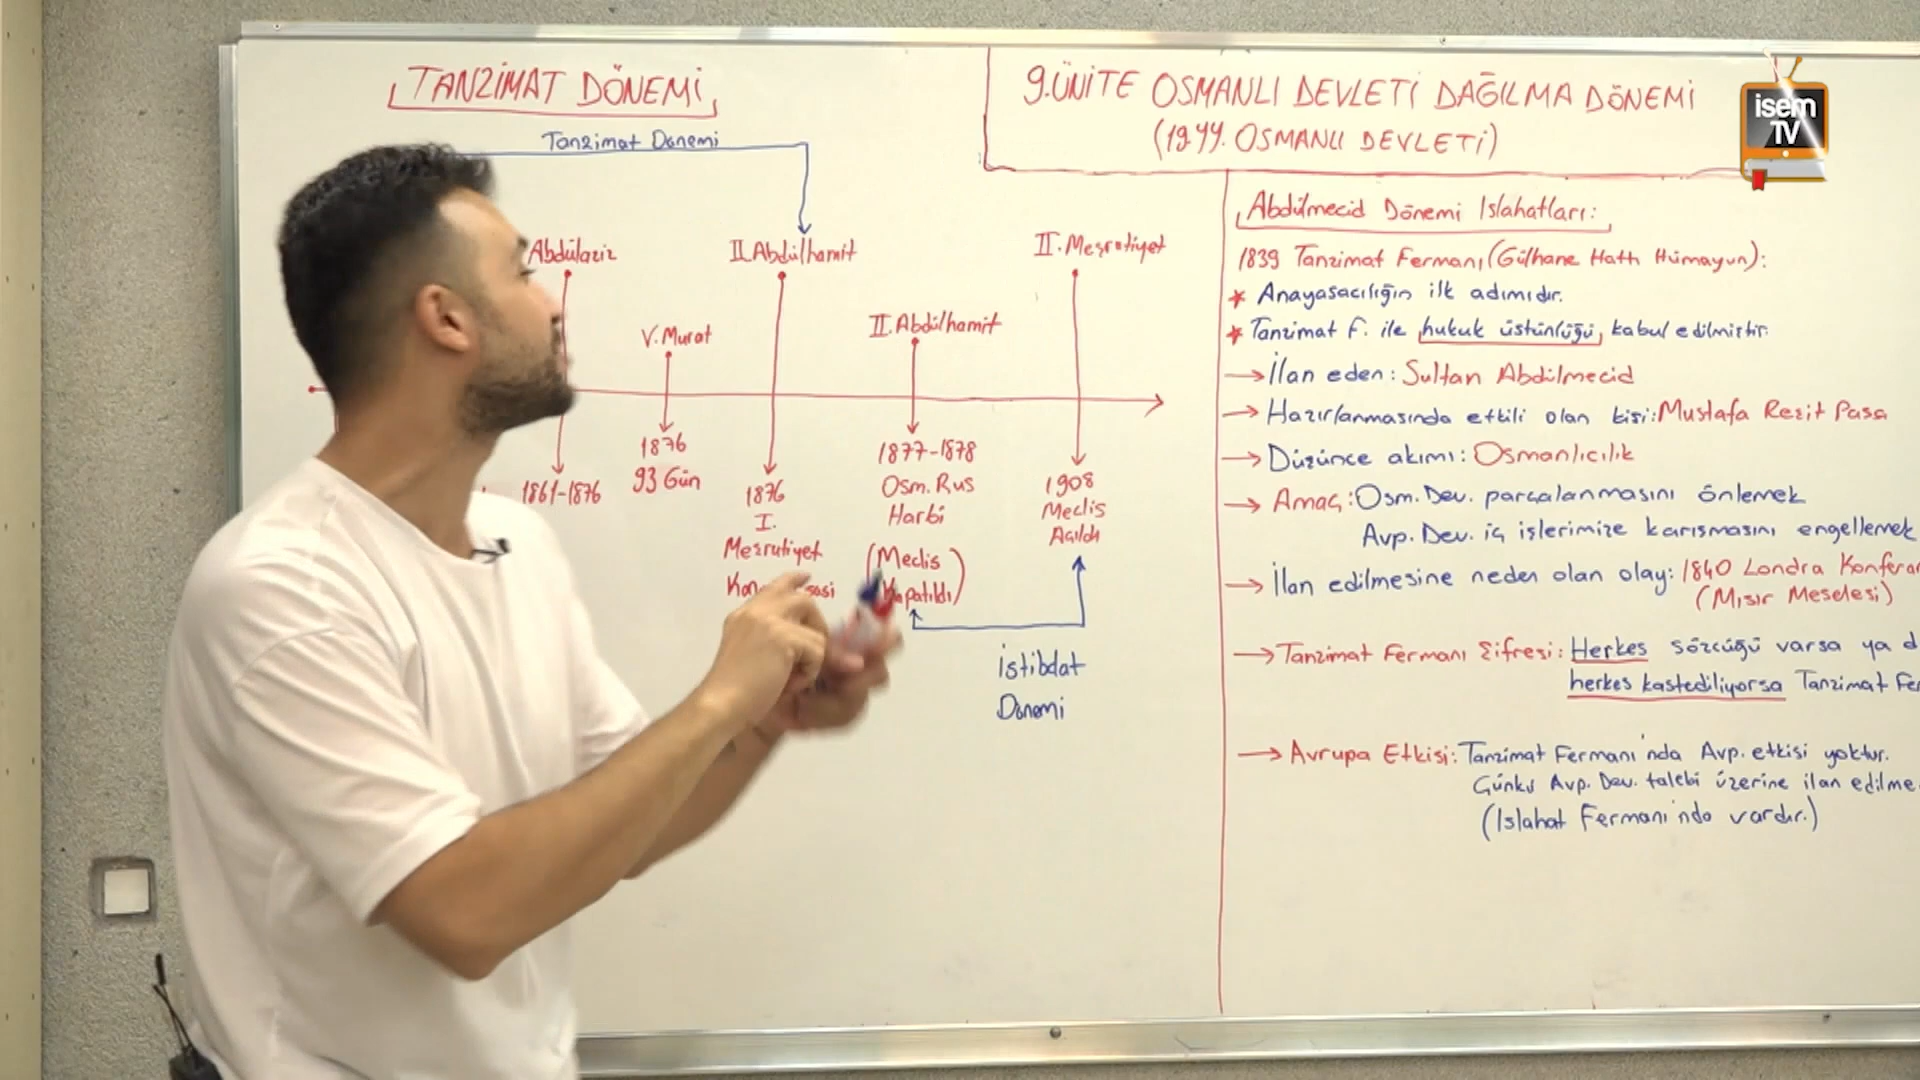 TANZİMAT DÖNEMİ
Tanzimat Dönemi
Abdülaziz
II.Abdülhamit
II.Meşrutiyet
V.Murat
II.Abdülhamit
1861-1876
1876
93 Gün
1876
I.
Meşrutiyet
1877-1878
Osm. Rus
Harbi
(Meclis
Kapatıldı)
1908
Meclis
Açıldı
İstibdat
Dönemi
9.ÜNİTE OSMANLI DEVLETİ DAĞILMA DÖNEMİ
(19.YY. OSMANLI DEVLETİ)
isem
TV
Abdülmecid Dönemi Islahatları:
1839 Tanzimat Fermanı (Gülhane Hattı Hümayun):
* Anayasacılığın ilk adımıdır.
* Tanzimat F. ile hukuk üstünlüğü kabul edilmiştir.
→ İlan eden: Sultan Abdülmecid
→ Hazırlanmasında etkili olan kişi: Mustafa Reşit Paşa
→ Düşünce akımı: Osmanlıcılık
→ Amaç: Osm. Dev. parçalanmasını önlemek
Avp. Dev. iç işlerimize karışmasını engellemek
→ İlan edilmesine neden olan olay: 1840 Londra Konferan
(Mısır Meselesi)
→ Tanzimat Fermanı Şifresi: Herkes sözcüğü varsa ya d
herkes kastediliyorsa Tanzimat Fe
→ Avrupa Etkisi: Tanzimat Fermanı'nda Avp. etkisi yoktur.
Çünkü Avp. Dev. talebi üzerine ilan edilme
(Islahat Fermanı'nda vardır.)